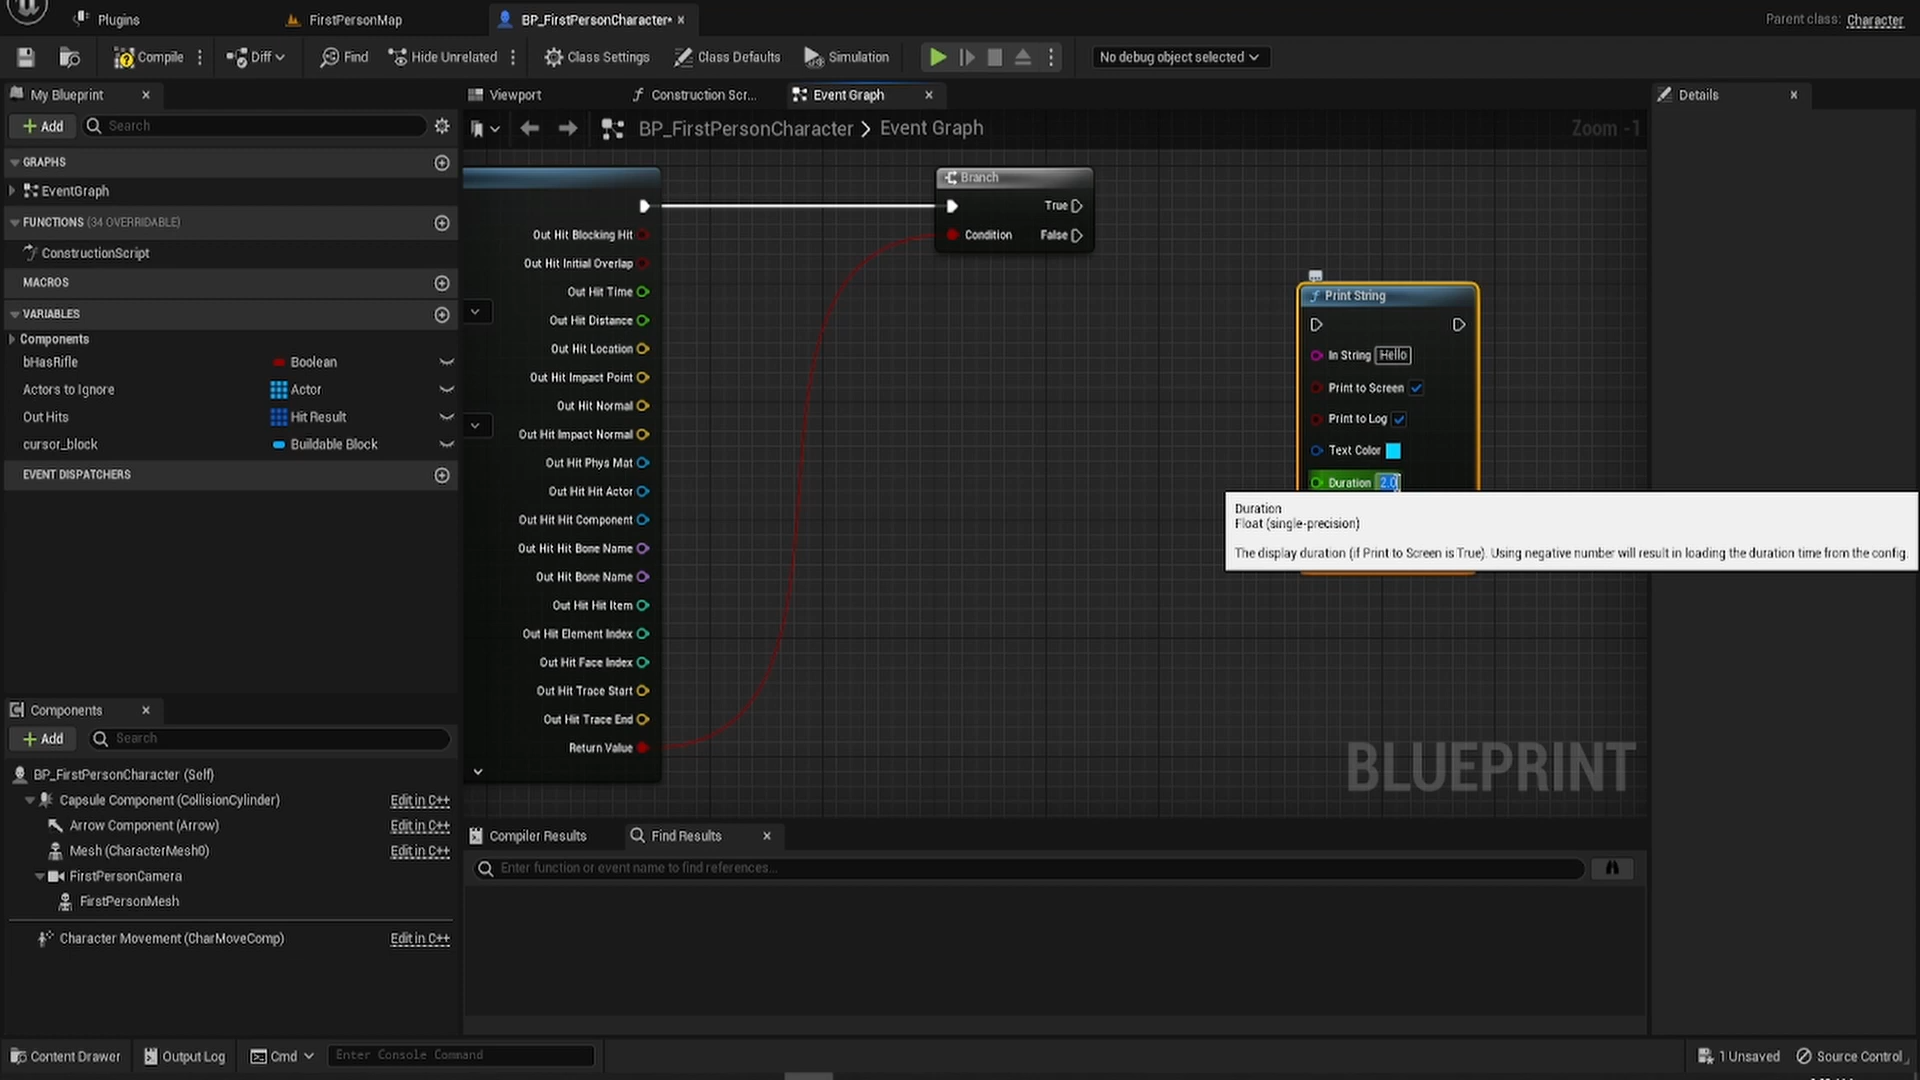 Plugins
FirstPersonMap
BP_FirstPersonCharacter*
Parent class: Character
Compile
Diff
Find
Hide Unrelated
Class Settings
Class Defaults
Simulation
No debug object selected
My Blueprint
Viewport
Construction Scr...
Event Graph
Details
Add
Search
BP_FirstPersonCharacter > Event Graph
Zoom -1
GRAPHS
EventGraph
FUNCTIONS (34 OVERRIDABLE)
ConstructionScript
MACROS
VARIABLES
Components
bHasRifle Boolean
Actors to Ignore Actor
Out Hits Hit Result
cursor_block Buildable Block
EVENT DISPATCHERS
Out Hit Blocking Hit
Out Hit Initial Overlap
Out Hit Time
Out Hit Distance
Out Hit Location
Out Hit Impact Point
Out Hit Normal
Out Hit Impact Normal
Out Hit Phys Mat
Out Hit Hit Actor
Out Hit Hit Component
Out Hit Hit Bone Name
Out Hit Bone Name
Out Hit Hit Item
Out Hit Element Index
Out Hit Face Index
Out Hit Trace Start
Out Hit Trace End
Return Value
Branch
True
Condition False
Print String
In String Hello
Print to Screen
Print to Log
Text Color
Duration 2.0
Duration
Float (single-precision)
The display duration (if Print to Screen is True). Using negative number will result in loading the duration time from the config.
BLUEPRINT
Components
Add
Search
BP_FirstPersonCharacter (Self)
Capsule Component (CollisionCylinder) Edit in C++
Arrow Component (Arrow) Edit in C++
Mesh (CharacterMesh0) Edit in C++
FirstPersonCamera
FirstPersonMesh
Character Movement (CharMoveComp) Edit in C++
Compiler Results
Find Results
Enter function or event name to find references...
Content Drawer
Output Log
Cmd
Enter Console Command
1 Unsaved
Source Control